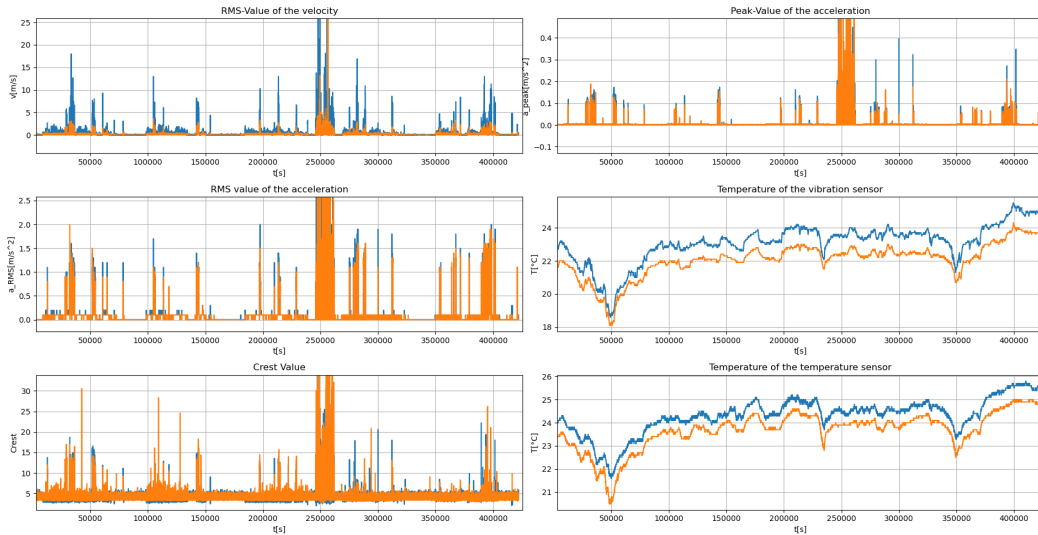 RMS-Value of the velocity
25
20
15
10
5
0
v[m/s]
50000 100000 150000 200000 250000 300000 350000 400000
t[s]
Peak-Value of the acceleration
0.4
0.3
0.2
0.1
0.0
−0.1
a_peak[m/s^2]
50000 100000 150000 200000 250000 300000 350000 400000
t[s]
RMS value of the acceleration
2.5
2.0
1.5
1.0
0.5
0.0
a_RMS[m/s^2]
50000 100000 150000 200000 250000 300000 350000 400000
t[s]
Temperature of the vibration sensor
24
22
20
18
T[°C]
50000 100000 150000 200000 250000 300000 350000 400000
t[s]
Crest Value
30
25
20
15
10
5
Crest
50000 100000 150000 200000 250000 300000 350000 400000
t[s]
Temperature of the temperature sensor
26
25
24
23
22
21
T[°C]
50000 100000 150000 200000 250000 300000 350000 400000
t[s]